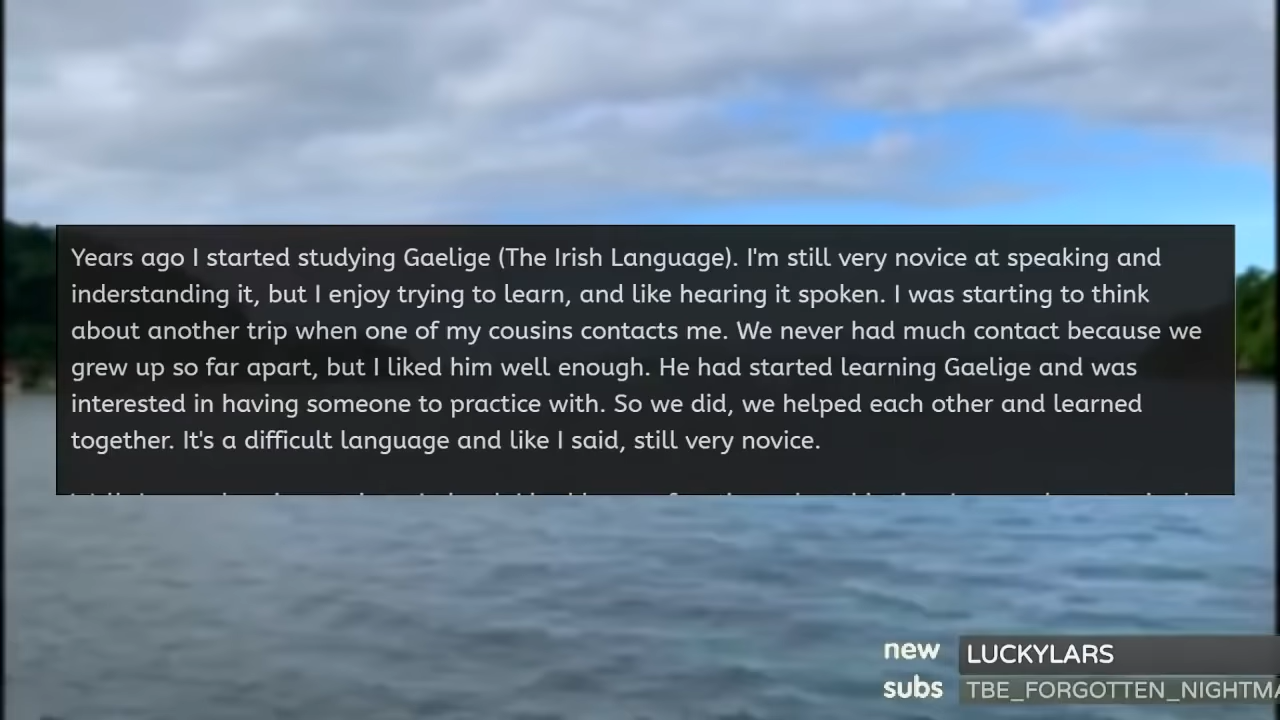 Years ago I started studying Gaelige (The Irish Language). I'm still very novice at speaking and
inderstanding it, but I enjoy trying to learn, and like hearing it spoken. I was starting to think
about another trip when one of my cousins contacts me. We never had much contact because we
grew up so far apart, but I liked him well enough. He had started learning Gaelige and was
interested in having someone to practice with. So we did, we helped each other and learned
together. It's a difficult language and like I said, still very novice.
new LUCKYLARS
subs TBE_FORGOTTEN_NIGHTMA